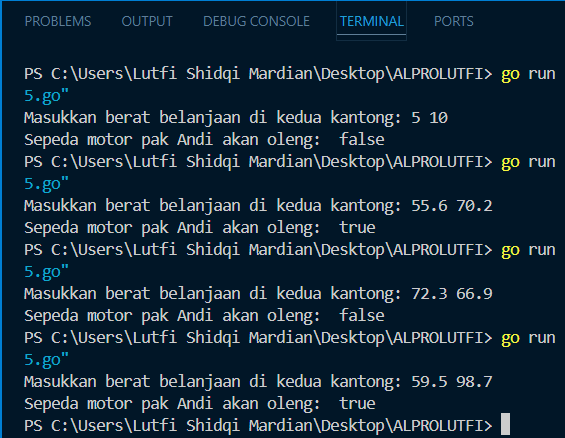 PROBLEMS OUTPUT DEBUG CONSOLE TERMINAL PORTS
PS C:\Users\Lutfi Shidqi Mardian\Desktop\ALPROLUTFI> go run
5.go"
Masukkan berat belanjaan di kedua kantong: 5 10
Sepeda motor pak Andi akan oleng:  false
PS C:\Users\Lutfi Shidqi Mardian\Desktop\ALPROLUTFI> go run
5.go"
Masukkan berat belanjaan di kedua kantong: 55.6 70.2
Sepeda motor pak Andi akan oleng:  true
PS C:\Users\Lutfi Shidqi Mardian\Desktop\ALPROLUTFI> go run
5.go"
Masukkan berat belanjaan di kedua kantong: 72.3 66.9
Sepeda motor pak Andi akan oleng:  false
PS C:\Users\Lutfi Shidqi Mardian\Desktop\ALPROLUTFI> go run
5.go"
Masukkan berat belanjaan di kedua kantong: 59.5 98.7
Sepeda motor pak Andi akan oleng:  true
PS C:\Users\Lutfi Shidqi Mardian\Desktop\ALPROLUTFI>